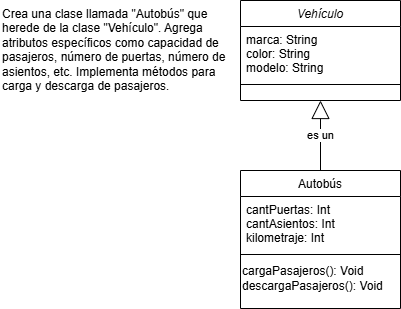 Crea una clase llamada "Autobús" que
herede de la clase "Vehículo". Agrega
atributos específicos como capacidad de
pasajeros, número de puertas, número de
asientos, etc. Implementa métodos para
carga y descarga de pasajeros.
Vehículo
marca: String
color: String
modelo: String
es un
Autobús
cantPuertas: Int
cantAsientos: Int
kilometraje: Int
cargaPasajeros(): Void
descargaPasajeros(): Void